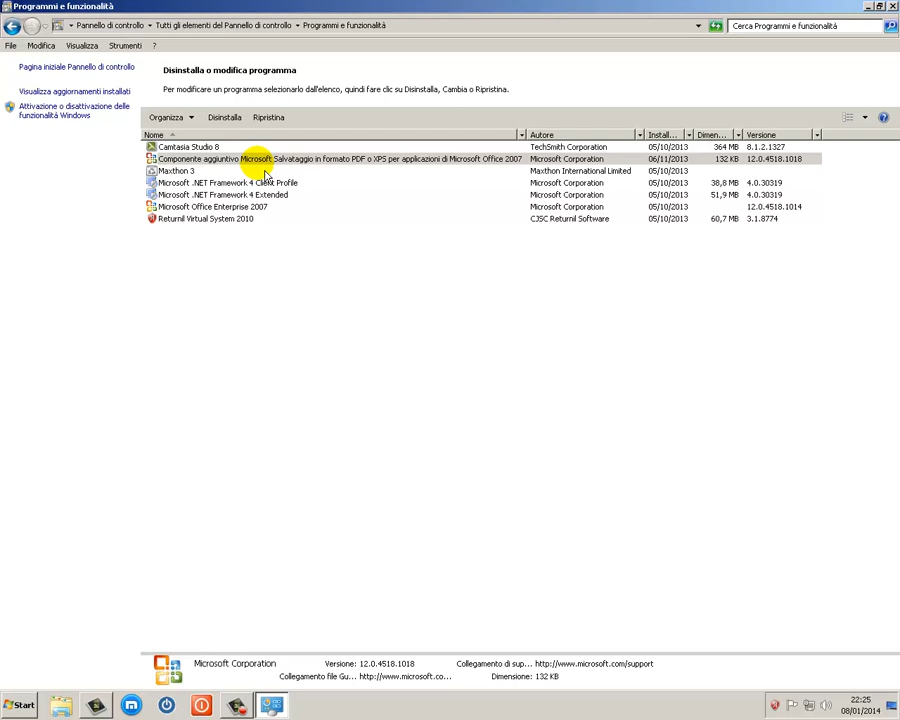 Programmi e funzionalità
Pannello di controllo
Tutti gli elementi del Pannello di controllo
Programmi e funzionalità
Cerca Programmi e funzionalità
File Modifica Visualizza Strumenti ?
Pagina iniziale Pannello di controllo
Visualizza aggiornamenti installati
Attivazione o disattivazione delle
funzionalità Windows
Disinstalla o modifica programma
Per modificare un programma selezionarlo dall'elenco, quindi fare clic su Disinstalla, Cambia o Ripristina.
Organizza Disinstalla Ripristina
Nome Autore Install... Dimen... Versione
Camtasia Studio 8 TechSmith Corporation 05/10/2013 364 MB 8.1.2.1327
Componente aggiuntivo Microsoft Salvataggio in formato PDF o XPS per applicazioni di Microsoft Office 2007 Microsoft Corporation 06/11/2013 132 KB 12.0.4518.1018
Maxthon 3 Maxthon International Limited 05/10/2013
Microsoft .NET Framework 4 Client Profile Microsoft Corporation 05/10/2013 38,8 MB 4.0.30319
Microsoft .NET Framework 4 Extended Microsoft Corporation 05/10/2013 51,9 MB 4.0.30319
Microsoft Office Enterprise 2007 Microsoft Corporation 05/10/2013 12.0.4518.1014
Returnil Virtual System 2010 CJSC Returnil Software 05/10/2013 60,7 MB 3.1.8774
Microsoft Corporation Versione: 12.0.4518.1018 Collegamento di sup... http://www.microsoft.com/support
Collegamento file Gu... http://www.microsoft.co... Dimensione: 132 KB
Start
22:25
08/01/2014